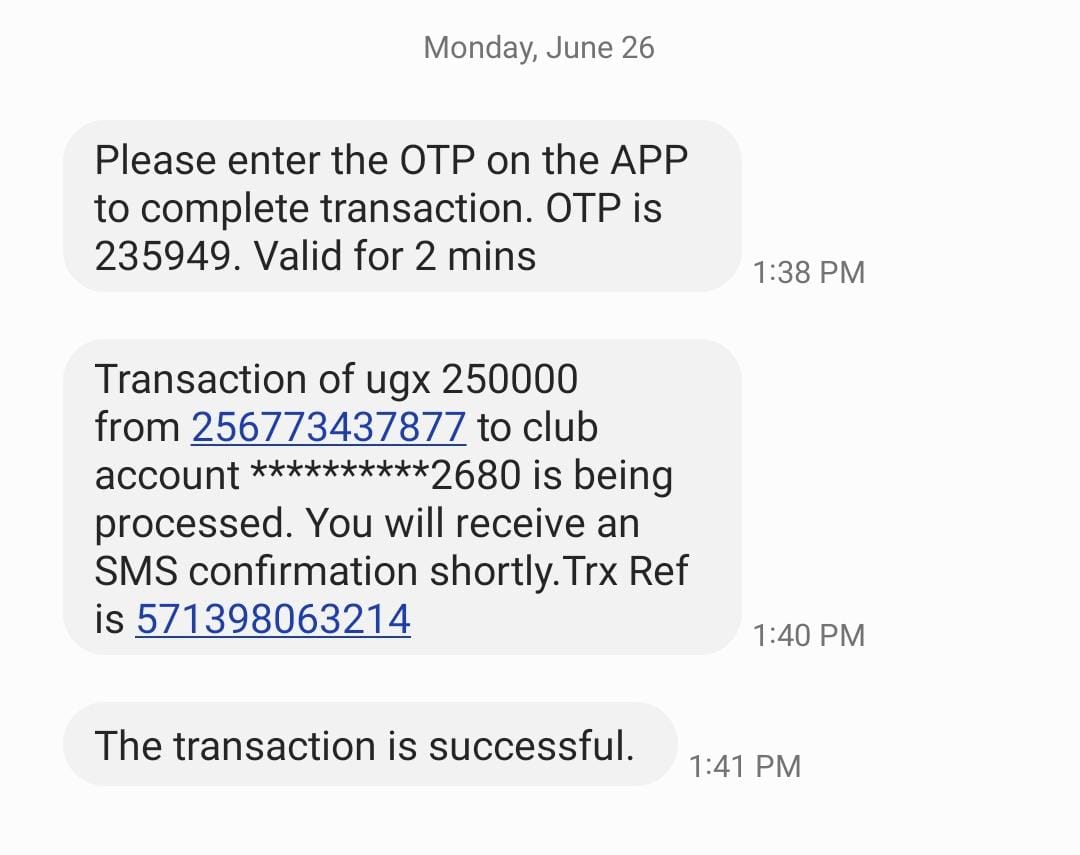 Monday, June 26
Please enter the OTP on the APP
to complete transaction. OTP is
235949. Valid for 2 mins
1:38 PM
Transaction of ugx 250000
from 256773437877 to club
account **********2680 is being
processed. You will receive an
SMS confirmation shortly.Trx Ref
is 571398063214
1:40 PM
The transaction is successful.
1:41 PM